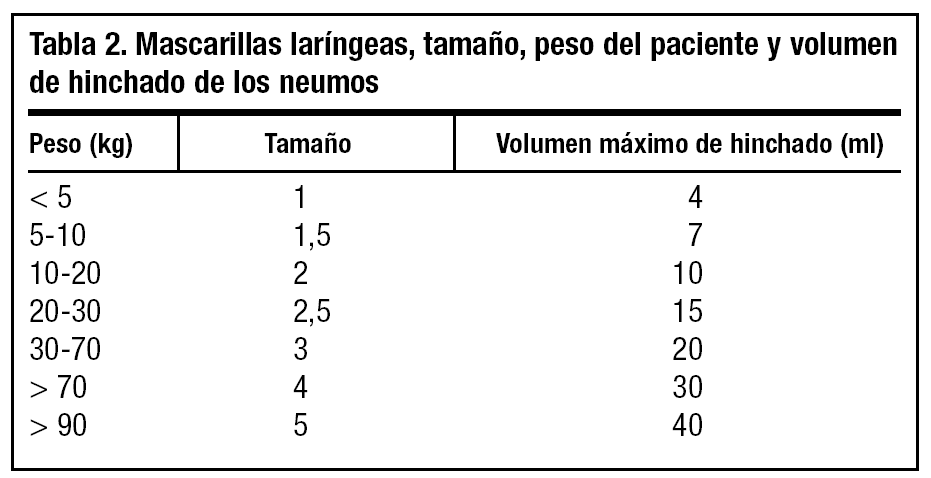 Tabla 2. Mascarillas laríngeas, tamaño, peso del paciente y volumen
de hinchado de los neumos
Peso (kg) Tamaño Volumen máximo de hinchado (ml)
< 5 1 4
5-10 1,5 7
10-20 2 10
20-30 2,5 15
30-70 3 20
> 70 4 30
> 90 5 40